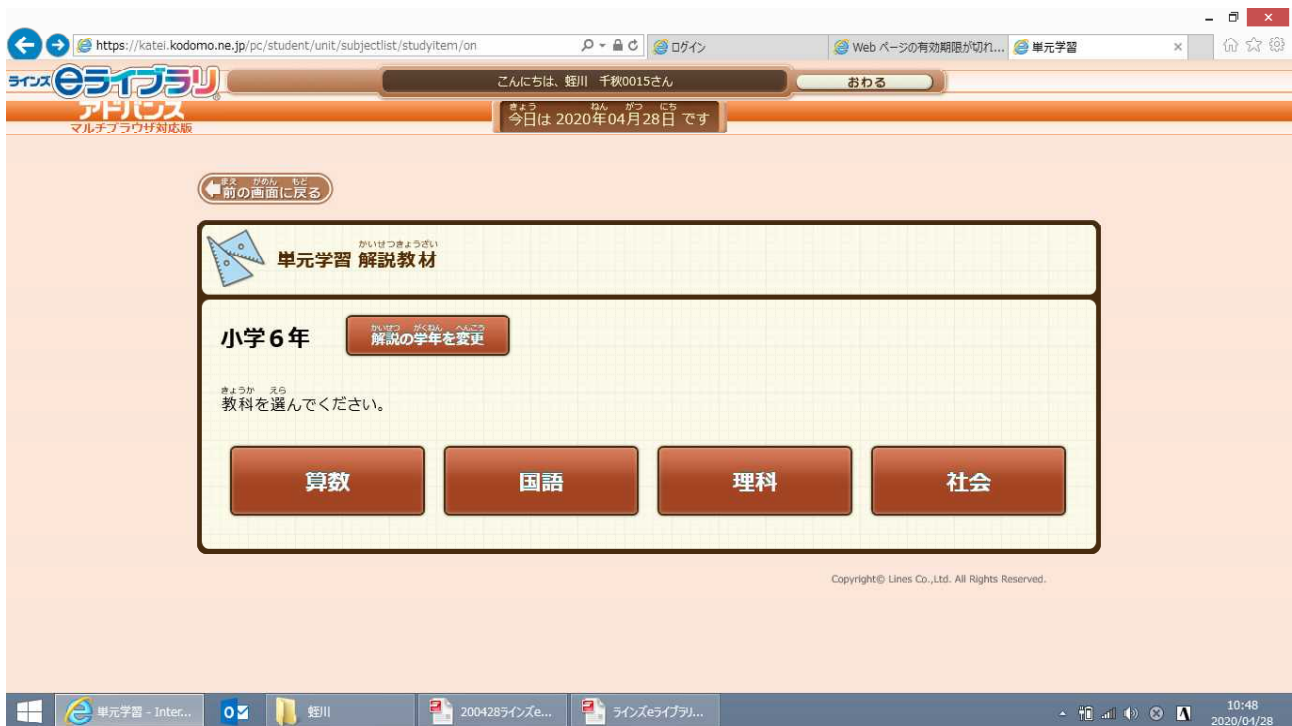 https://katei.kodomo.ne.jp/pc/student/unit/subjectlist/studyitem/on
ログイン
Web ページの有効期限が切れ...
単元学習
ラインズeライブラリ
アドバンス
マルチブラウザ対応版
こんにちは、蛭川 千秋0015さん
おわる
きょう ねん がつ にち
今日は 2020年04月28日 です
まえ がめん もど
前の画面に戻る
かいせつきょうざい
単元学習 解説教材
かいせつ がくねん へんこう
小学6年 解説の学年を変更
きょうか えら
教科を選んでください。
算数 国語 理科 社会
Copyright© Lines Co.,Ltd. All Rights Reserved.
単元学習 - Inter...
蛭川
200428ラインズe...
ラインズeライブラリ...
A
10:48
2020/04/28